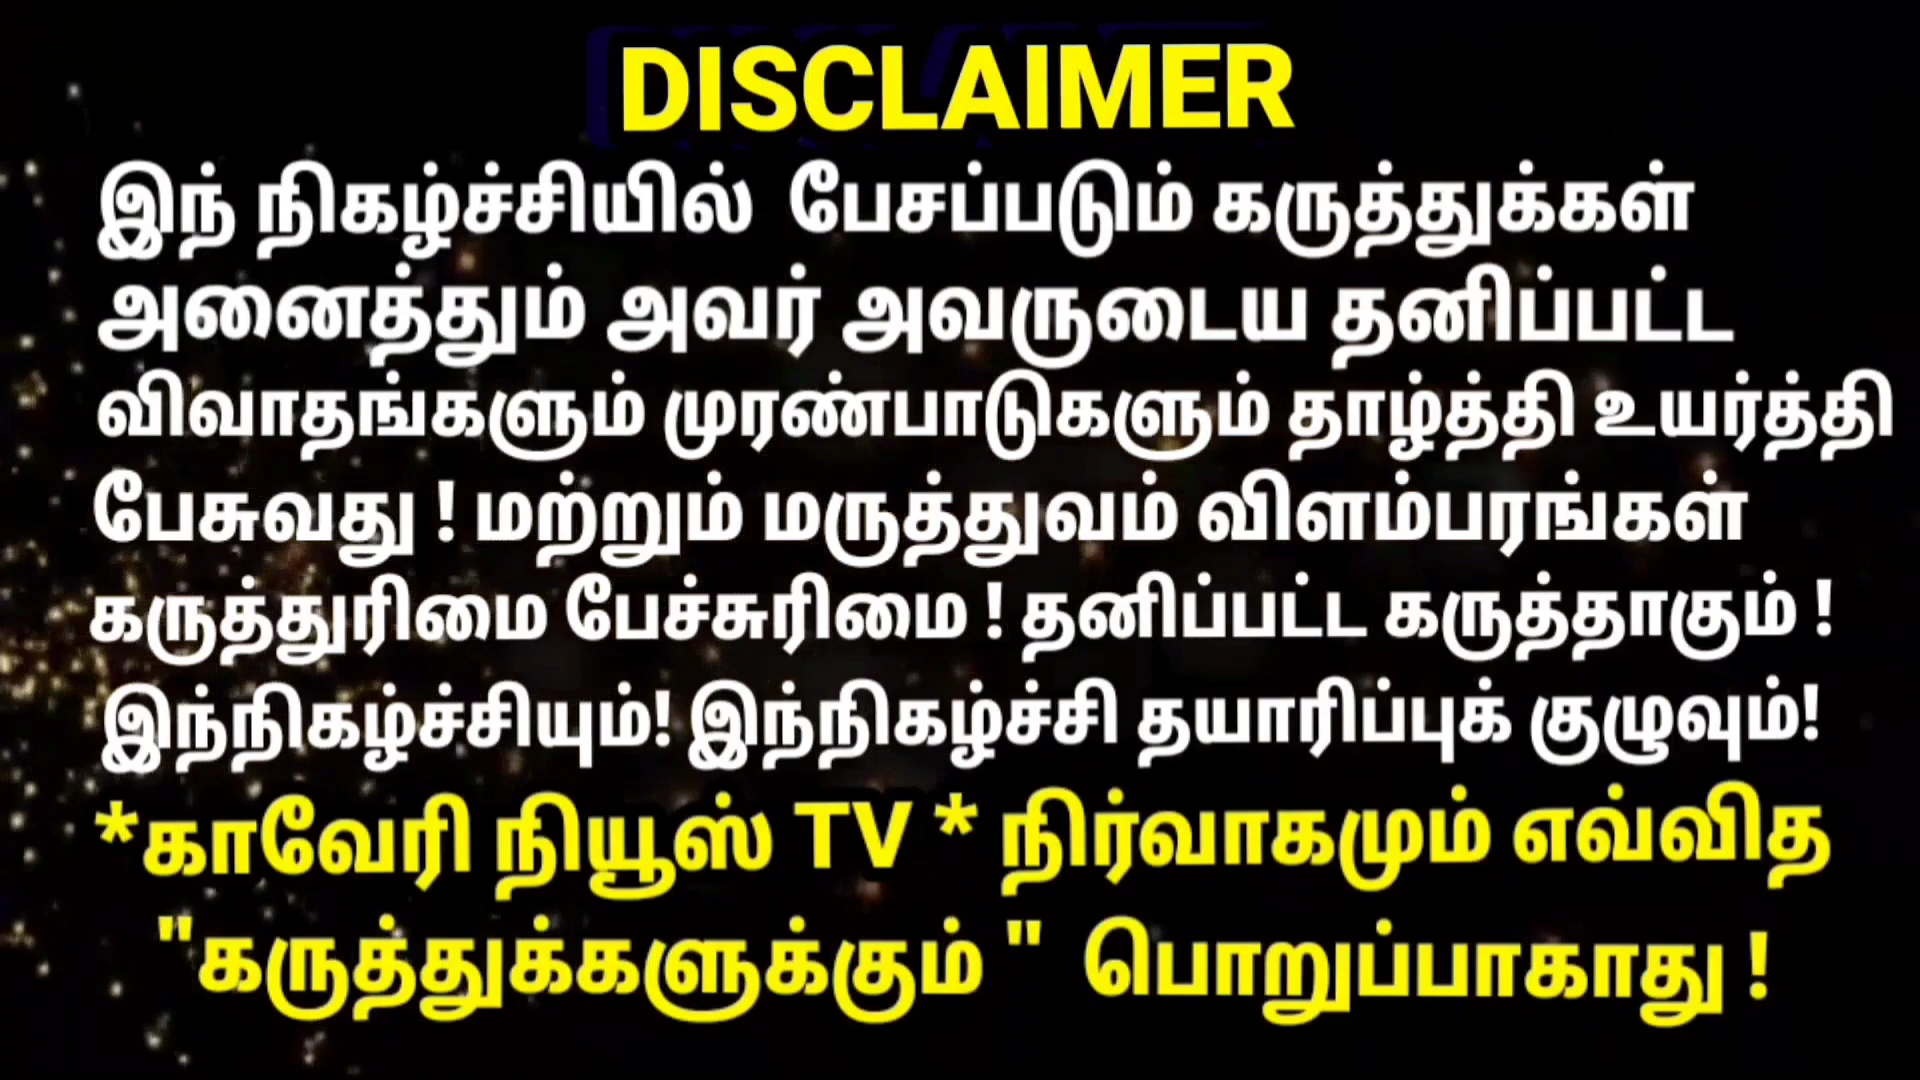 DISCLAIMER
இந் நிகழ்ச்சியில் பேசப்படும் கருத்துக்கள்
அனைத்தும் அவர் அவருடைய தனிப்பட்ட
விவாதங்களும் முரண்பாடுகளும் தாழ்த்தி உயர்த்தி
பேசுவது ! மற்றும் மருத்துவம் விளம்பரங்கள்
கருத்துரிமை பேச்சுரிமை ! தனிப்பட்ட கருத்தாகும் !
இந்நிகழ்ச்சியும்! இந்நிகழ்ச்சி தயாரிப்புக் குழுவும்!
*காவேரி நியூஸ் TV * நிர்வாகமும் எவ்வித
"கருத்துக்களுக்கும் " பொறுப்பாகாது !